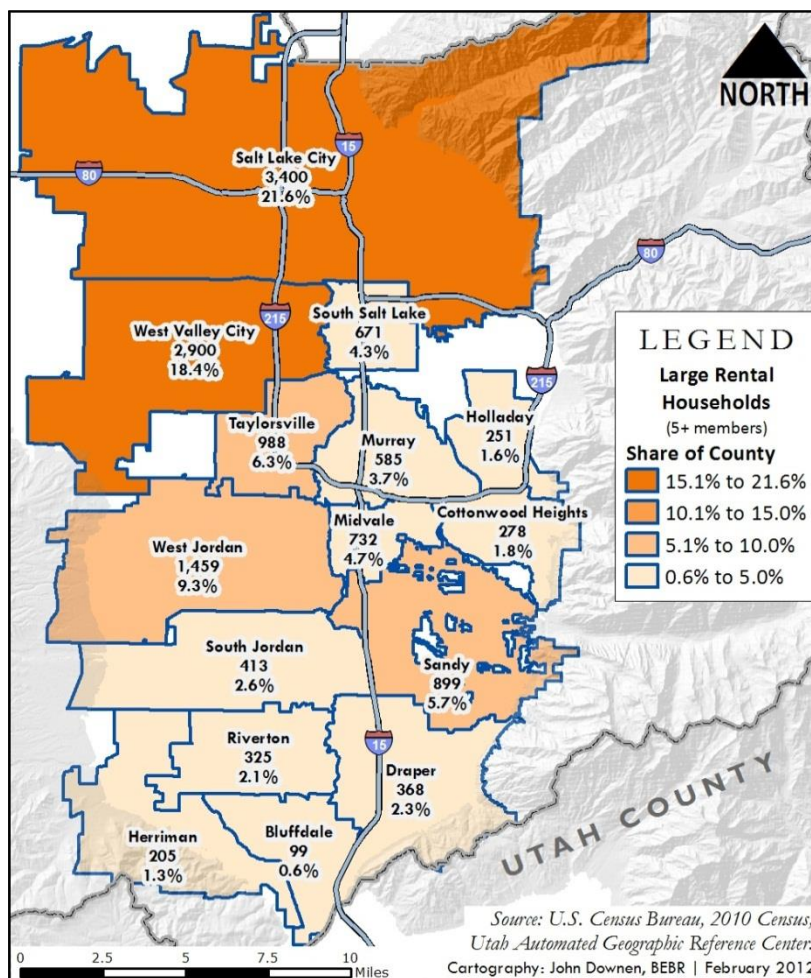 NORTH
15
80
Salt Lake City
3,400
21.6%
80
215
South Salt Lake
671
4.3%
West Valley City
2,900
18.4%
215
LEGEND
Large Rental
Households
(5+ members)
Share of County
15.1% to 21.6%
10.1% to 15.0%
5.1% to 10.0%
0.6% to 5.0%
Taylorsville
988
6.3%
Murray
585
3.7%
Holladay
251
1.6%
Midvale
732
4.7%
Cottonwood Heights
278
1.8%
West Jordan
1,459
9.3%
South Jordan
413
2.6%
Sandy
899
5.7%
Riverton
325
2.1%
15
Draper
368
2.3%
Herriman
205
1.3%
Bluffdale
99
0.6%
UTAH COUNTY
Source: U.S. Census Bureau, 2010 Census,
Utah Automated Geographic Reference Center.
Cartography: John Downen, BEBR | February 2011
0 2.5 5 7.5 10
Miles